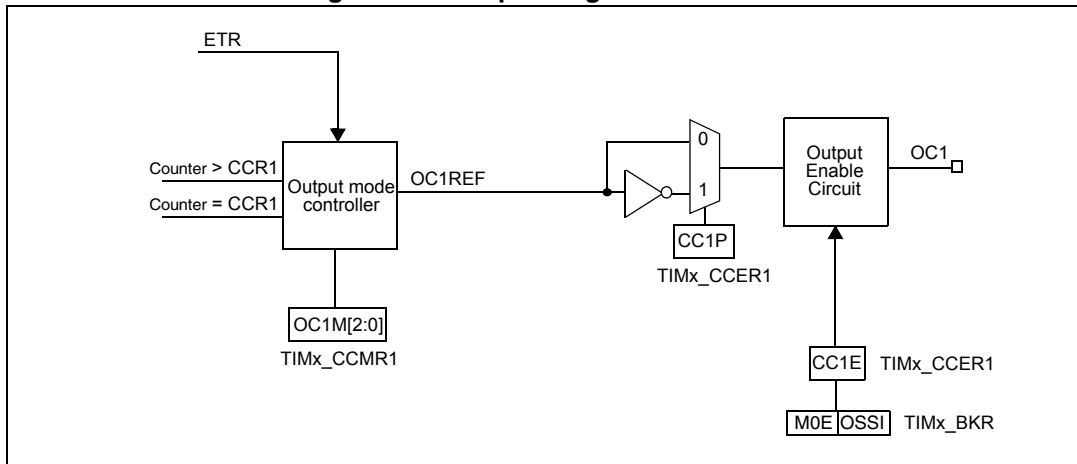 ETR
Counter > CCR1
Counter = CCR1
Output mode
controller
OC1REF
OC1M[2:0]
TIMx_CCMR1
0
1
CC1P
TIMx_CCER1
Output
Enable
Circuit
OC1
CC1E
TIMx_CCER1
M0E OSSI
TIMx_BKR